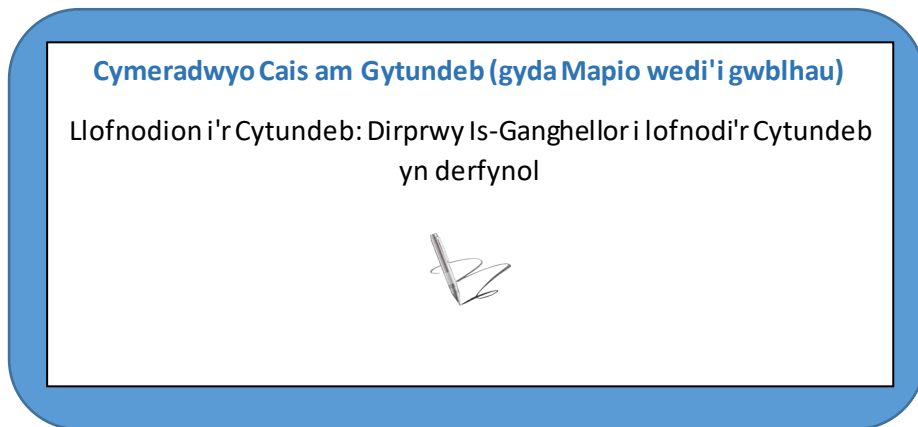 Cymeradwyo Cais am Gytundeb (gyda Mapio wedi'i gwblhau)
Llofnodion i'r Cytundeb: Dirprwy Is-Ganghellor i lofnodi'r Cytundeb
yn derfynol